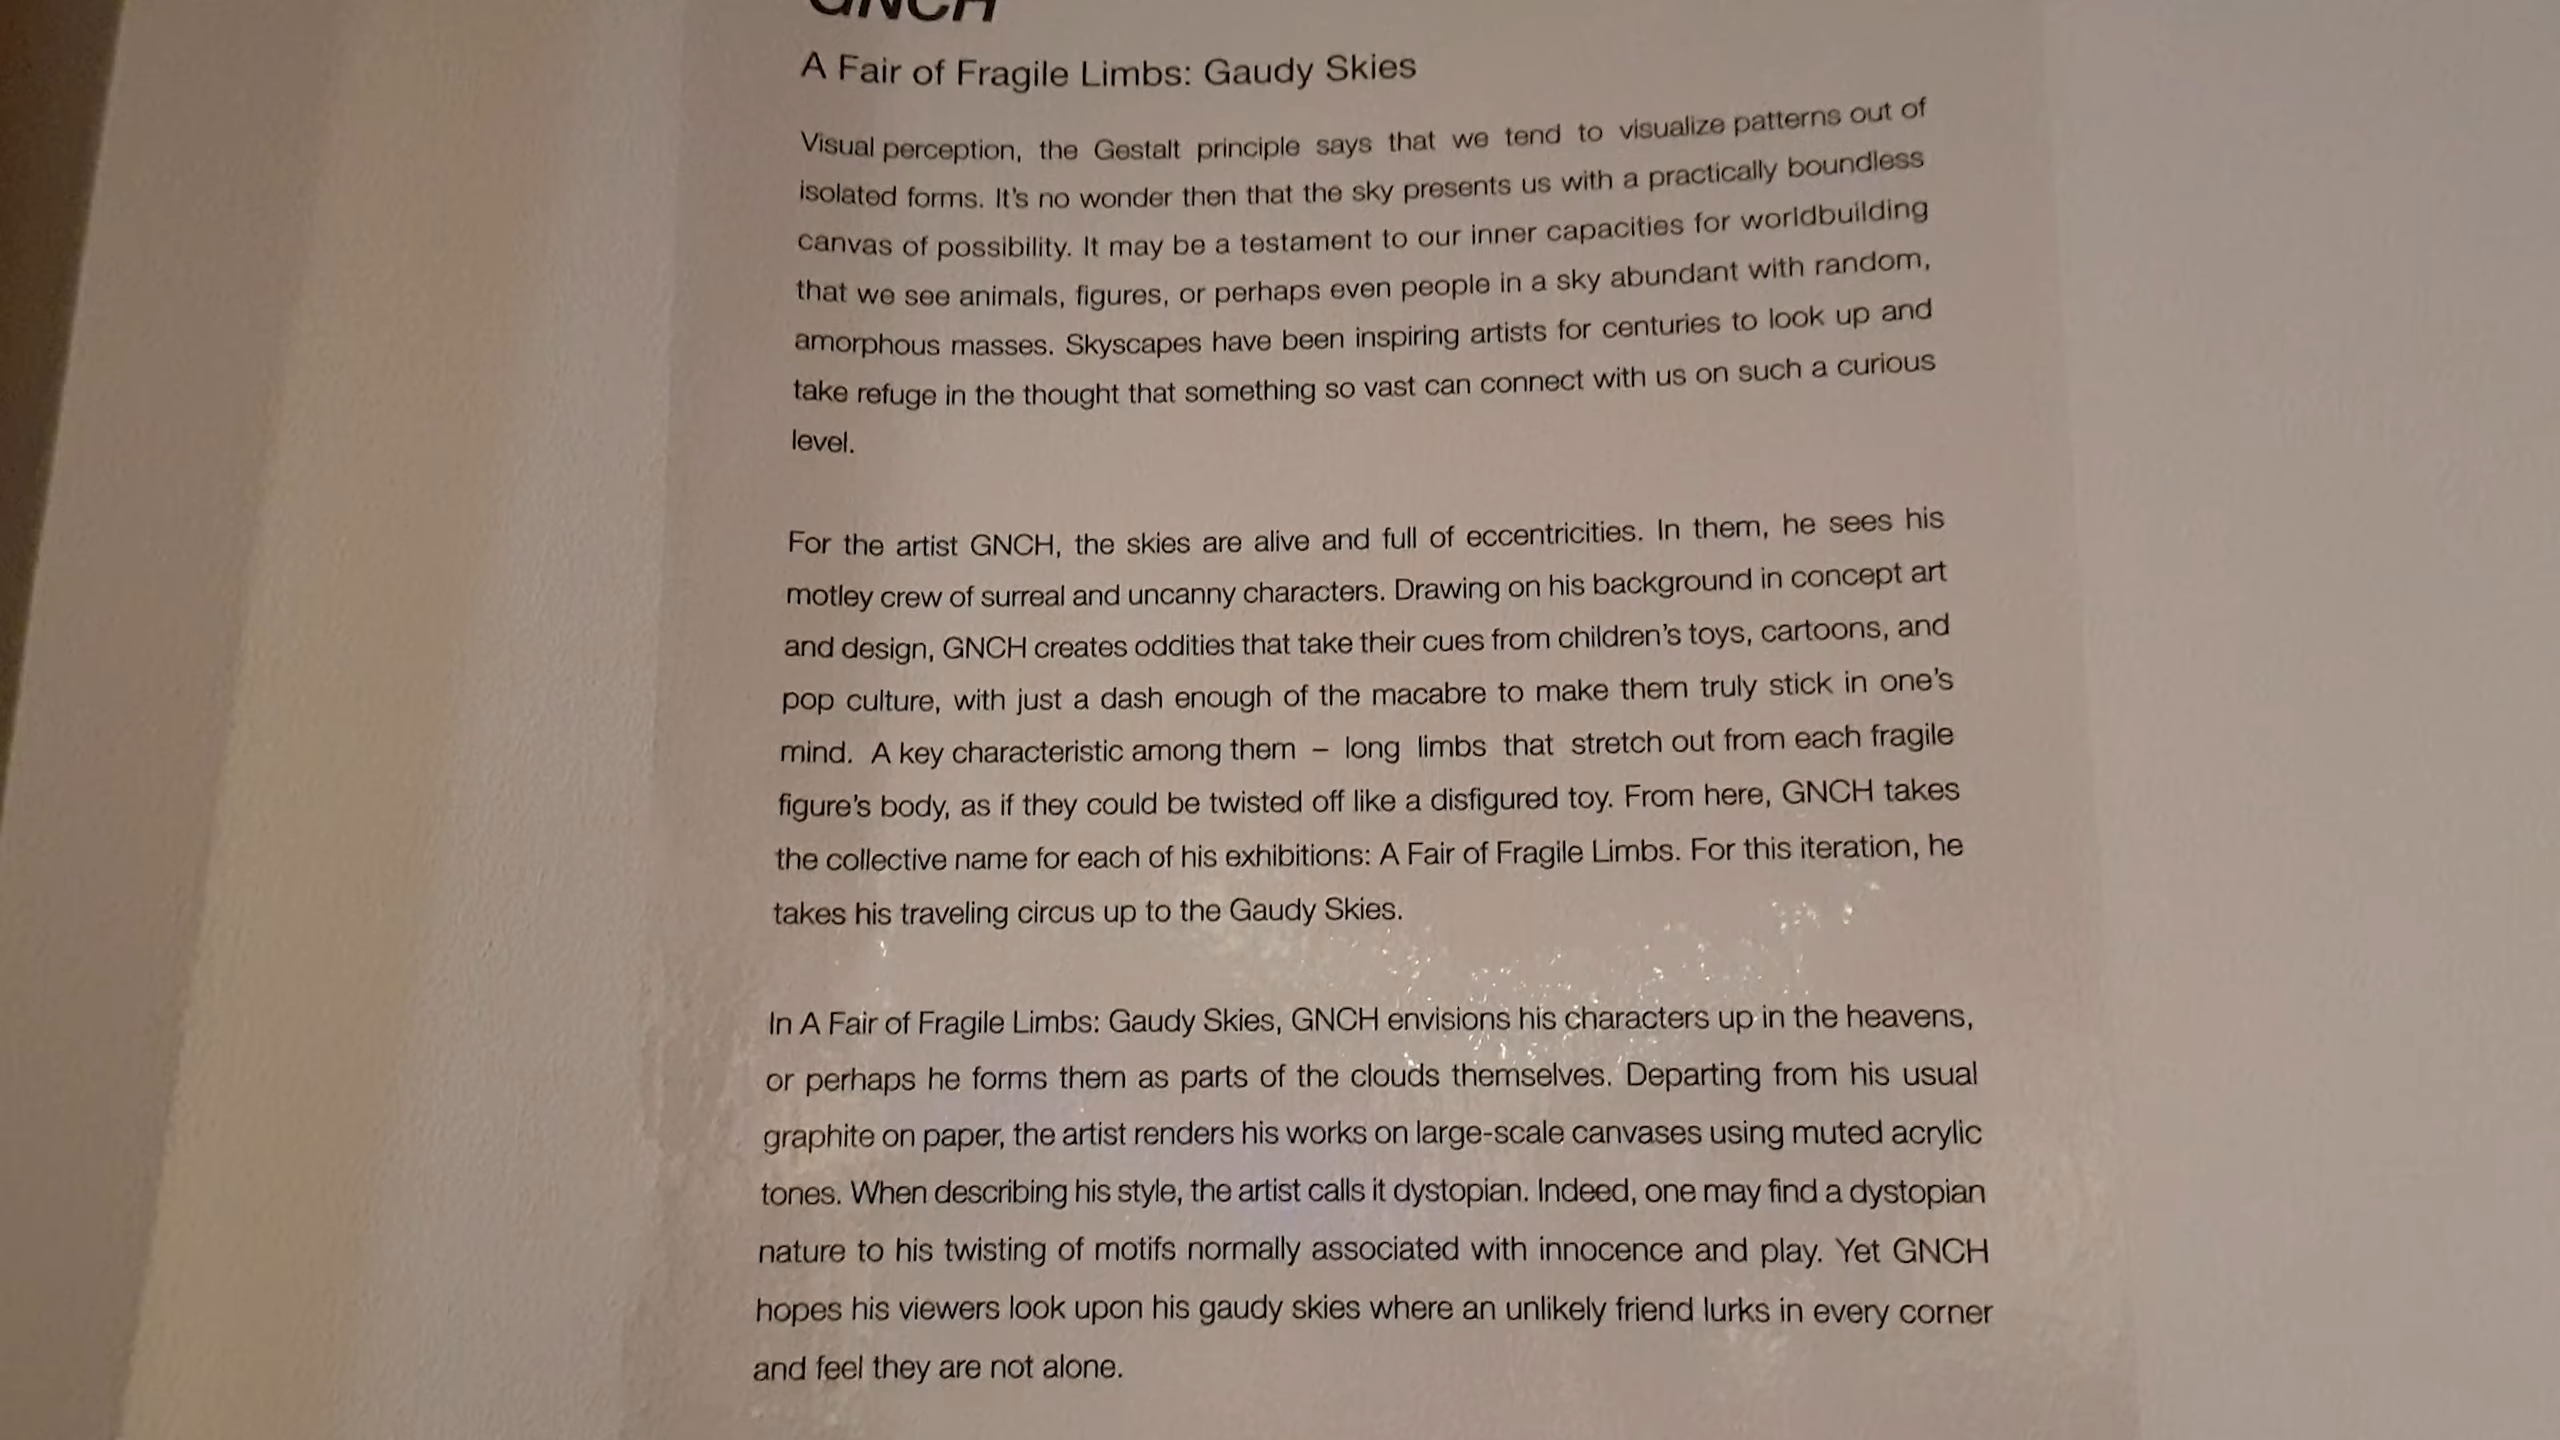 GNCH
A Fair of Fragile Limbs: Gaudy Skies
Visual perception, the Gestalt principle says that we tend to visualize patterns out of
isolated forms. It's no wonder then that the sky presents us with a practically boundless
canvas of possibility. It may be a testament to our inner capacities for worldbuilding
that we see animals, figures, or perhaps even people in a sky abundant with random,
amorphous masses. Skyscapes have been inspiring artists for centuries to look up and
take refuge in the thought that something so vast can connect with us on such a curious
level.
For the artist GNCH, the skies are alive and full of eccentricities. In them, he sees his
motley crew of surreal and uncanny characters. Drawing on his background in concept art
and design, GNCH creates oddities that take their cues from children's toys, cartoons, and
pop culture, with just a dash enough of the macabre to make them truly stick in one's
mind. A key characteristic among them – long limbs that stretch out from each fragile
figure's body, as if they could be twisted off like a disfigured toy. From here, GNCH takes
the collective name for each of his exhibitions: A Fair of Fragile Limbs. For this iteration, he
takes his traveling circus up to the Gaudy Skies.
In A Fair of Fragile Limbs: Gaudy Skies, GNCH envisions his characters up in the heavens,
or perhaps he forms them as parts of the clouds themselves. Departing from his usual
graphite on paper, the artist renders his works on large-scale canvases using muted acrylic
tones. When describing his style, the artist calls it dystopian. Indeed, one may find a dystopian
nature to his twisting of motifs normally associated with innocence and play. Yet GNCH
hopes his viewers look upon his gaudy skies where an unlikely friend lurks in every corner
and feel they are not alone.